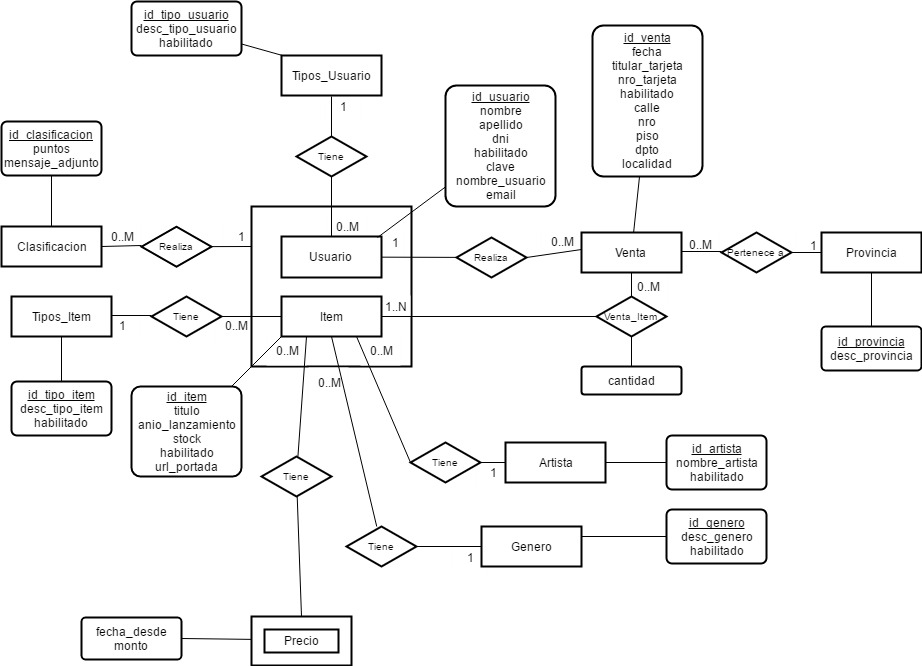 id_tipo_usuario
desc_tipo_usuario
habilitado
Tipos_Usuario
1
Tiene
0..M
id_usuario
nombre
apellido
dni
habilitado
clave
nombre_usuario
email
id_venta
fecha
titular_tarjeta
nro_tarjeta
habilitado
calle
nro
piso
dpto
localidad
id_clasificacion
puntos
mensaje_adjunto
Clasificacion
0..M
Realiza
1
Usuario
1
Realiza
0..M
Venta
0..M
Pertenece a
1
Provincia
id_provincia
desc_provincia
Tipos_Item
1
Tiene
0..M
Item
1..N
0..M
Venta_Item
cantidad
0..M
0..M
0..M
id_tipo_item
desc_tipo_item
habilitado
id_item
titulo
anio_lanzamiento
stock
habilitado
url_portada
Tiene
Tiene
1
Artista
id_artista
nombre_artista
habilitado
Tiene
1
Genero
id_genero
desc_genero
habilitado
fecha_desde
monto
Precio